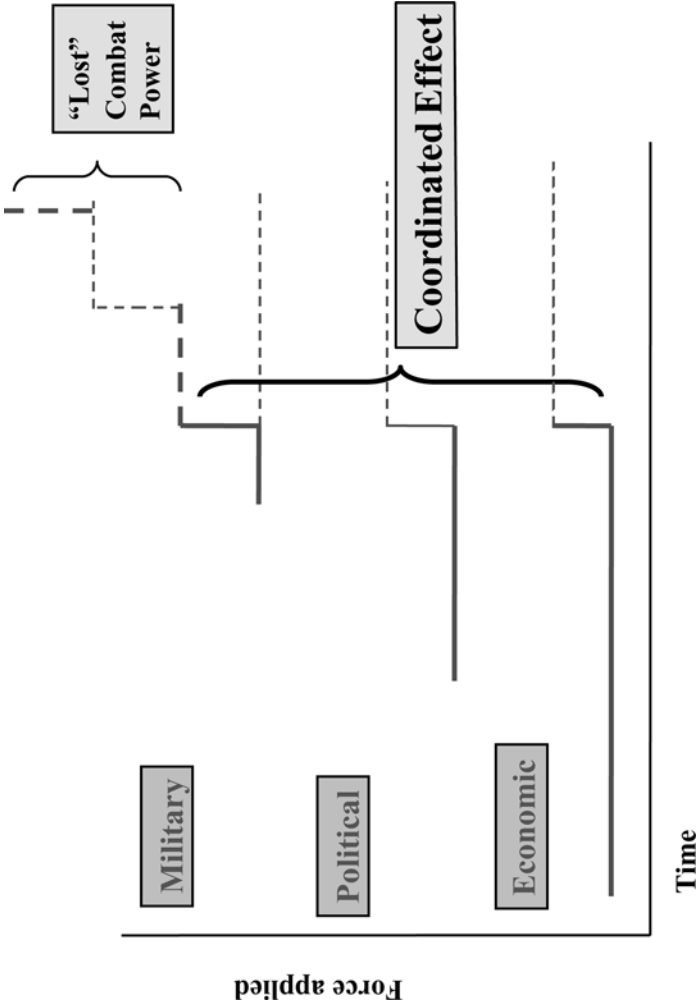 Military
Political
Economic
“Lost”
Combat
Power
Coordinated Effect
Force applied
Time